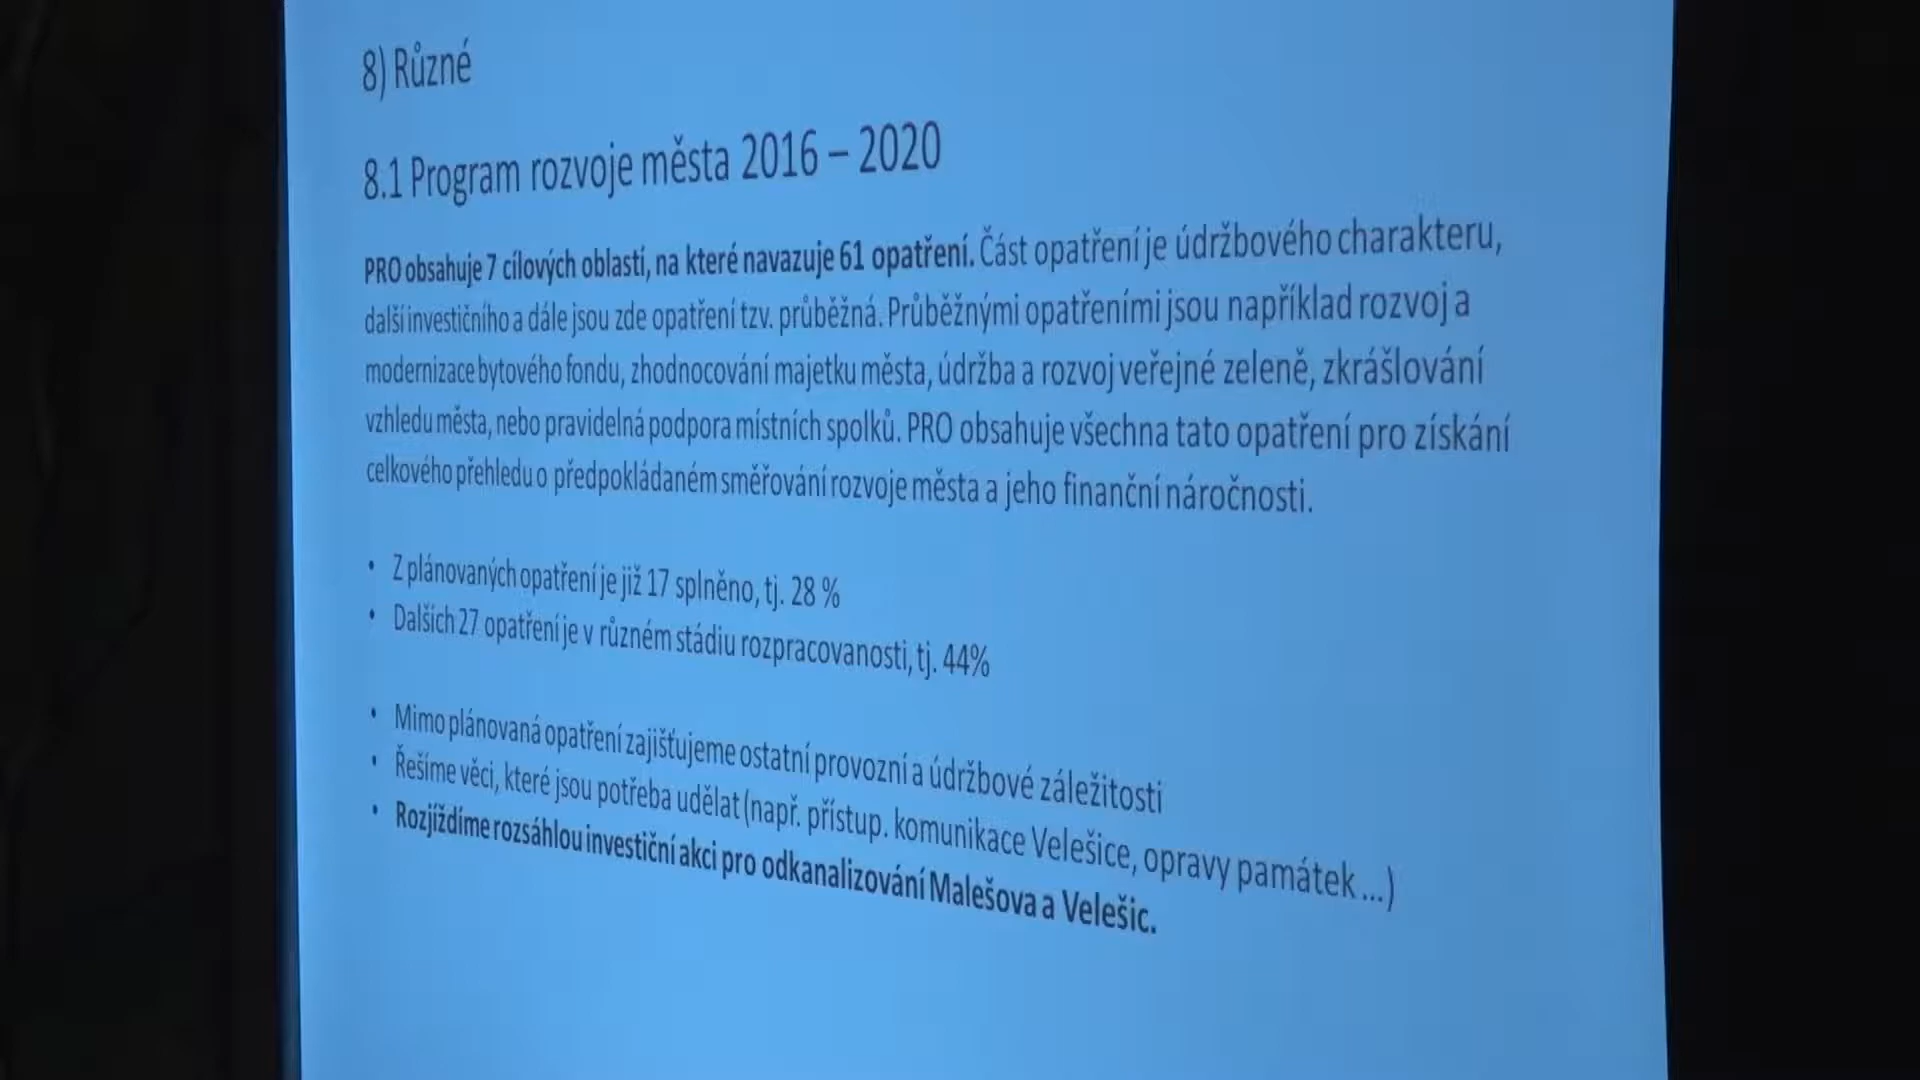 8) Různé
8.1 Program rozvoje města 2016 – 2020
PRO obsahuje 7 cílových oblastí, na které navazuje 61 opatření. Část opatření je údržbového charakteru,
další investičního a dále jsou zde opatření tzv. průběžná. Průběžnými opatřeními jsou například rozvoj a
modernizace bytového fondu, zhodnocování majetku města, údržba a rozvoj veřejné zeleně, zkrášlování
vzhledu města, nebo pravidelná podpora místních spolků. PRO obsahuje všechna tato opatření pro získání
celkového přehledu o předpokládaném směřování rozvoje města a jeho finanční náročnosti.
• Z plánovaných opatření je již 17 splněno, tj. 28 %
• Dalších 27 opatření je v různém stádiu rozpracovanosti, tj. 44%
• Mimo plánovaná opatření zajišťujeme ostatní provozní a údržbové záležitosti
• Řešíme věci, které jsou potřeba udělat (např. přístup. komunikace Velešice, opravy památek ...)
• Rozjíždíme rozsáhlou investiční akci pro odkanalizování Malešova a Velešic.